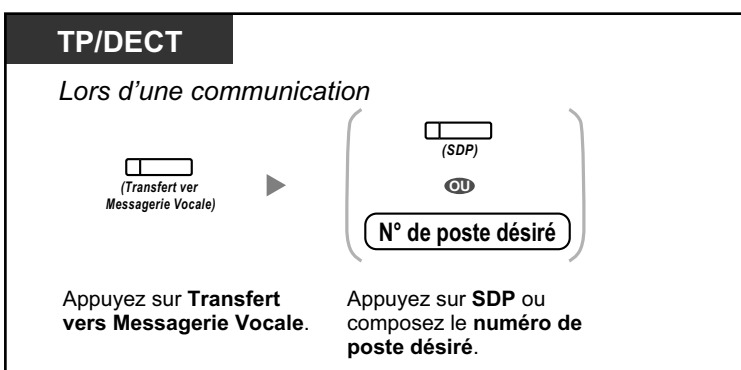 TP/DECT
Lors d'une communication
(SDP)
(Transfert ver
Messagerie Vocale)
OU
N° de poste désiré
Appuyez sur Transfert
vers Messagerie Vocale.
Appuyez sur SDP ou
composez le numéro de
poste désiré.